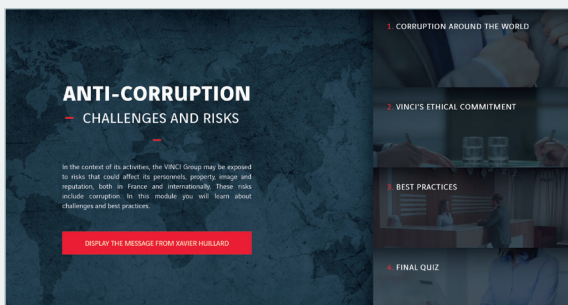 ANTI-CORRUPTION
CHALLENGES AND RISKS
In the context of its activities, the VINCI Group may be exposed
to risks that could affect its personnels, property, image and
reputation, both in France and internationally. These risks
include corruption. In this module you will learn about
challenges and best practices.
DISPLAY THE MESSAGE FROM XAVIER HUILLARD
1. CORRUPTION AROUND THE WORLD
2. VINCI'S ETHICAL COMMITMENT
3. BEST PRACTICES
4. FINAL QUIZ